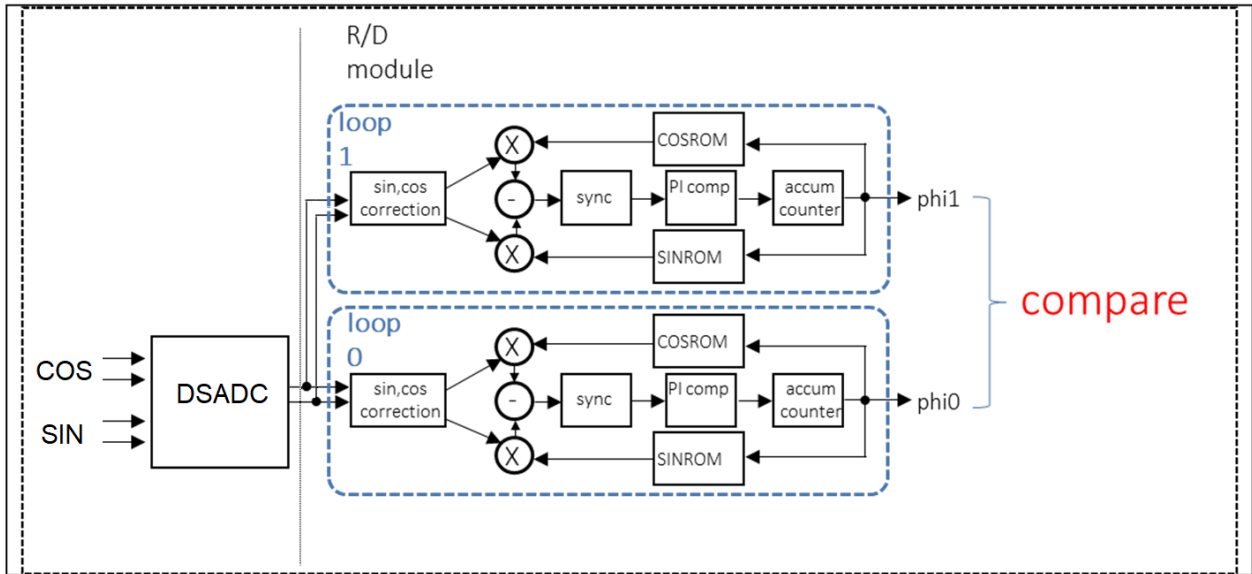 R/D
module
loop
1
COSROM
X
sin,cos
correction
-
sync
PI comp
accum
counter
phi1
X
SINROM
compare
loop
0
COSROM
X
COS
SIN
DSADC
sin,cos
correction
-
sync
PI comp
accum
counter
phi0
X
SINROM